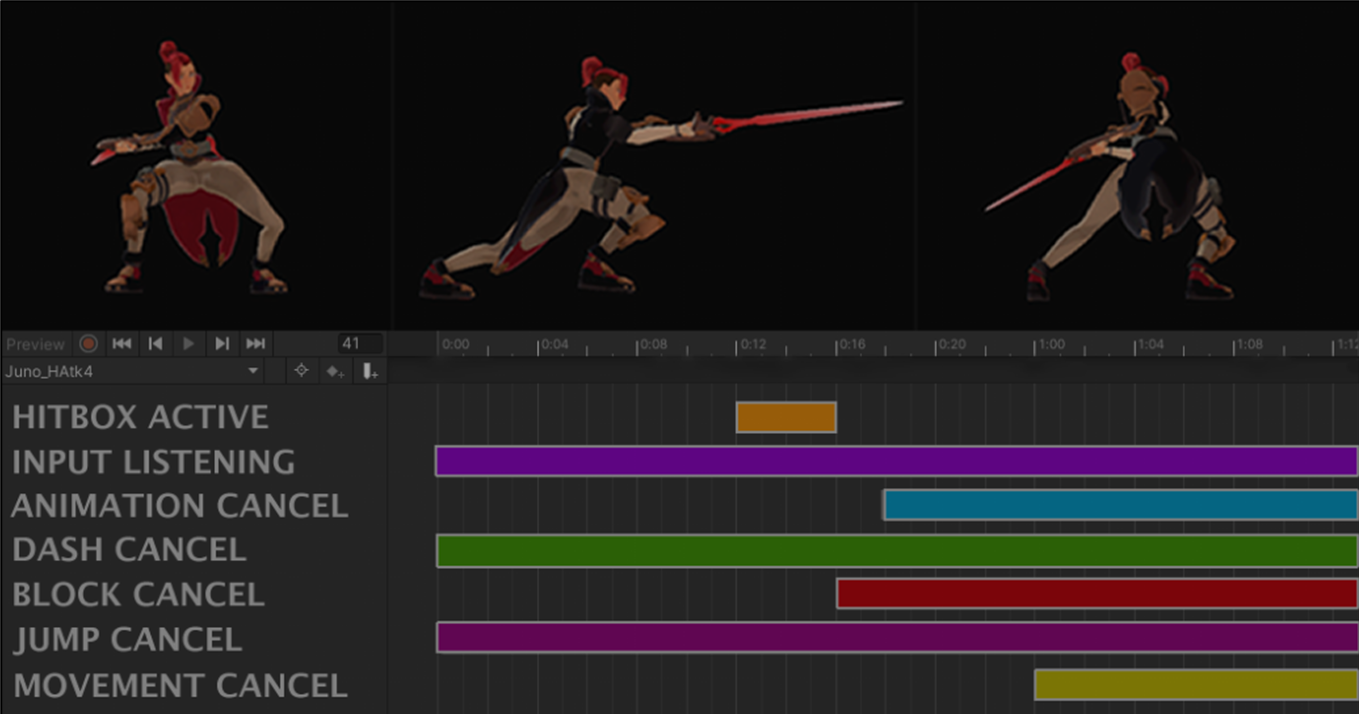 Preview 41 0:00 0:04 0:08 0:12 0:16 0:20 1:00 1:04 1:08 1:12
Juno_HAtk4
HITBOX ACTIVE
INPUT LISTENING
ANIMATION CANCEL
DASH CANCEL
BLOCK CANCEL
JUMP CANCEL
MOVEMENT CANCEL